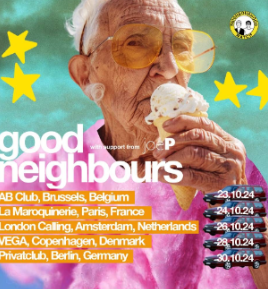 good
with support from joe P
neighbours
AB Club, Brussels, Belgium
23.10.24
La Maroquinerie, Paris, France
24.10.24
London Calling, Amsterdam, Netherlands
26.10.24
VEGA, Copenhagen, Denmark
28.10.24
Privatclub, Berlin, Germany
30.10.24